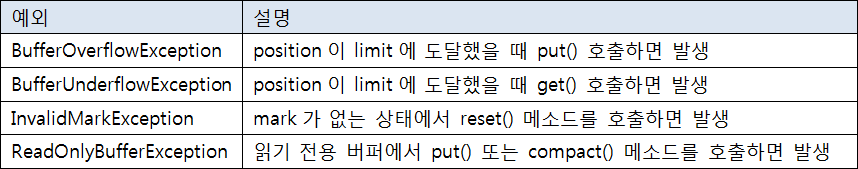 예외 설명
BufferOverflowException position 이 limit 에 도달했을 때 put() 호출하면 발생
BufferUnderflowException position 이 limit 에 도달했을 때 get() 호출하면 발생
InvalidMarkException mark 가 없는 상태에서 reset() 메소드를 호출하면 발생
ReadOnlyBufferException 읽기 전용 버퍼에서 put() 또는 compact() 메소드를 호출하면 발생